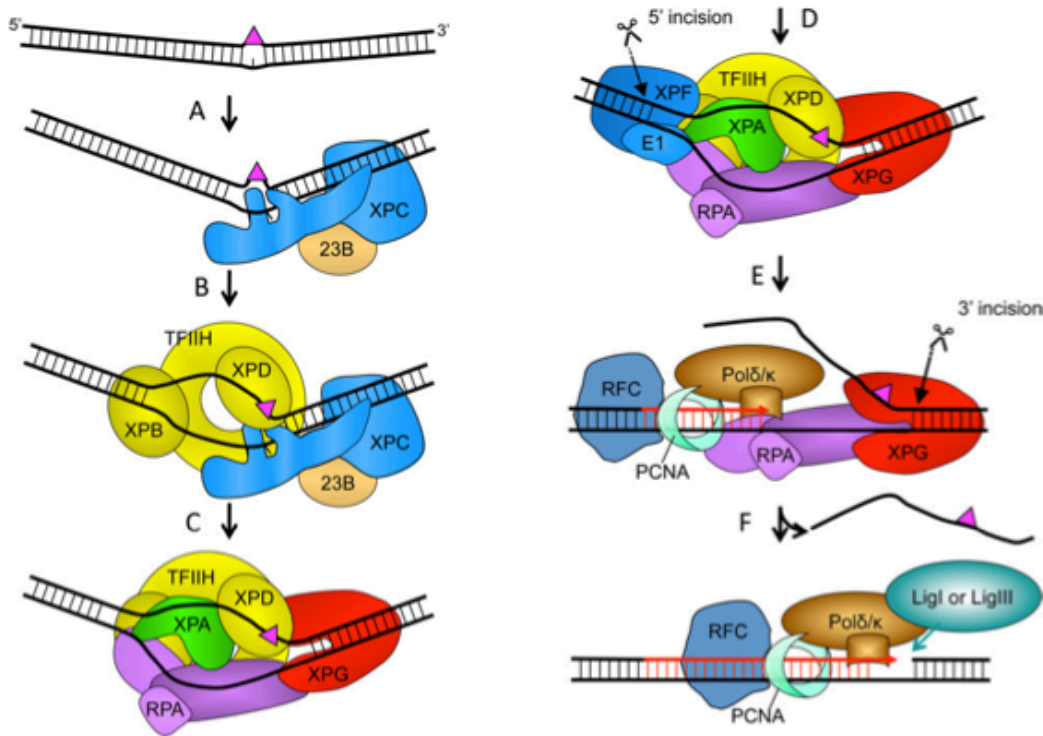 5'
3'
A
XPC
23B
B
TFIIH
XPD
XPB
XPC
23B
C
TFIIH
XPD
XPA
XPG
RPA
D
5' incision
TFIIH
XPF
XPD
XPA
E1
XPG
RPA
E
3' incision
Polδ/κ
RFC
RPA
XPG
PCNA
F
LigI or LigIII
Polδ/κ
RFC
PCNA